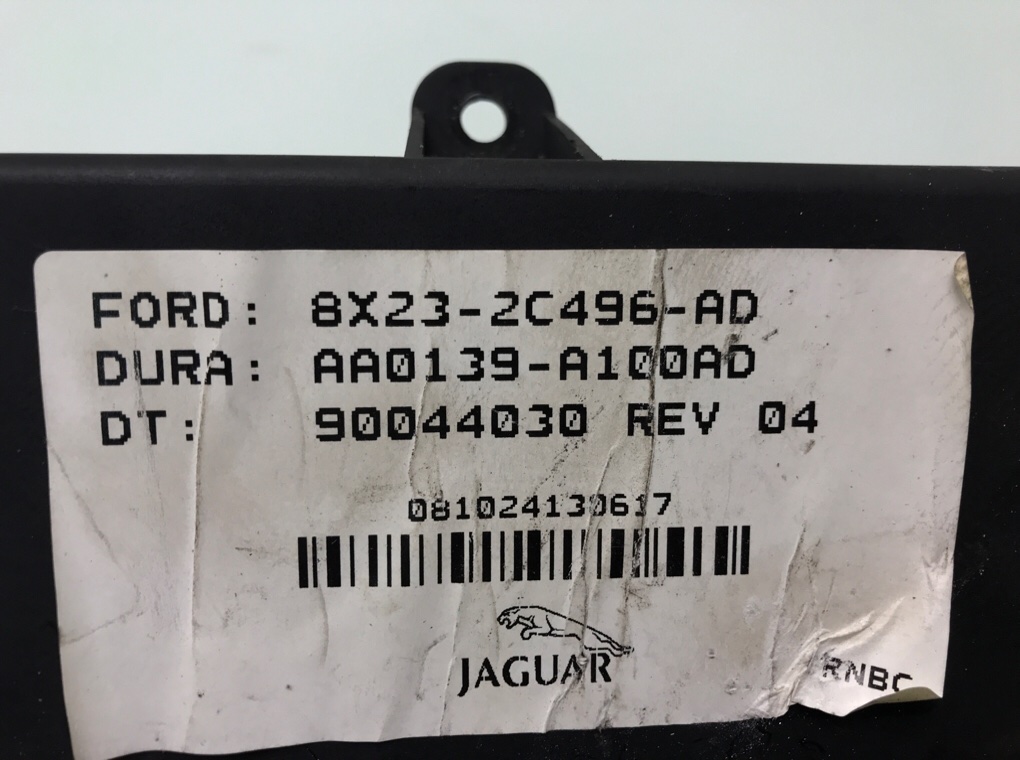 FORD: 8X23-2C496-AD
DURA: AA0139-A100AD
DT: 90044030 REV 04
081024130617
JAGUAR
RNBC